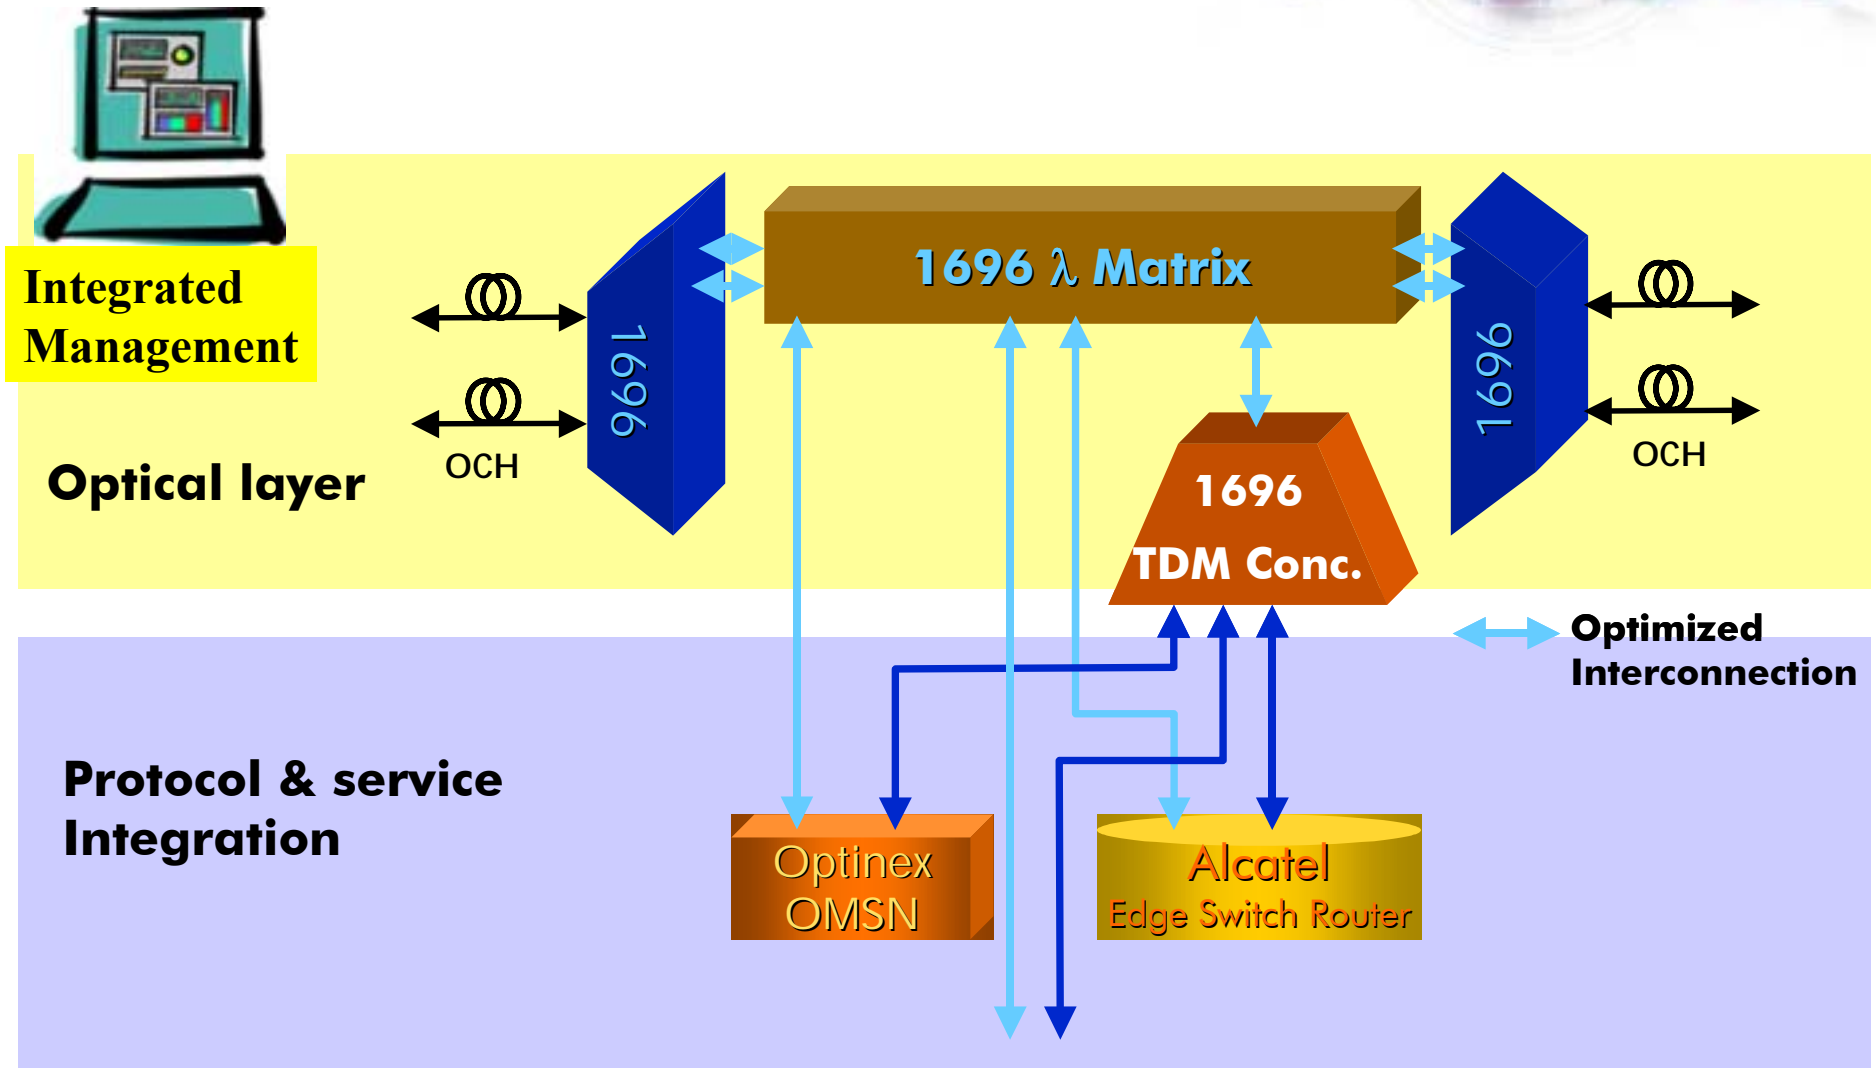 Integrated
Management
1696 λ Matrix
1696
1696
OCH
OCH
Optical layer
1696
TDM Conc.
Optimized
Interconnection
Protocol & service
Integration
Optinex
OMSN
Alcatel
Edge Switch Router